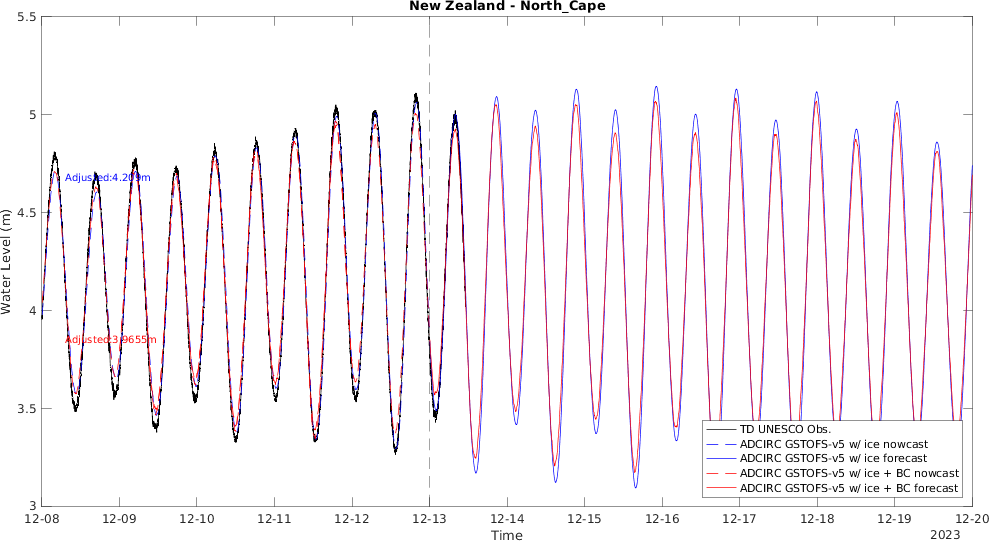 New Zealand - North_Cape
5.5
5
4.5
4
3.5
3
Water Level (m)
Adjusted:4.209m
Adjusted:3.9655m
TD UNESCO Obs.
ADCIRC GSTOFS-v5 w/ ice nowcast
ADCIRC GSTOFS-v5 w/ ice forecast
ADCIRC GSTOFS-v5 w/ ice + BC nowcast
ADCIRC GSTOFS-v5 w/ ice + BC forecast
12-08 12-09 12-10 12-11 12-12 12-13 12-14 12-15 12-16 12-17 12-18 12-19 12-20
Time
2023